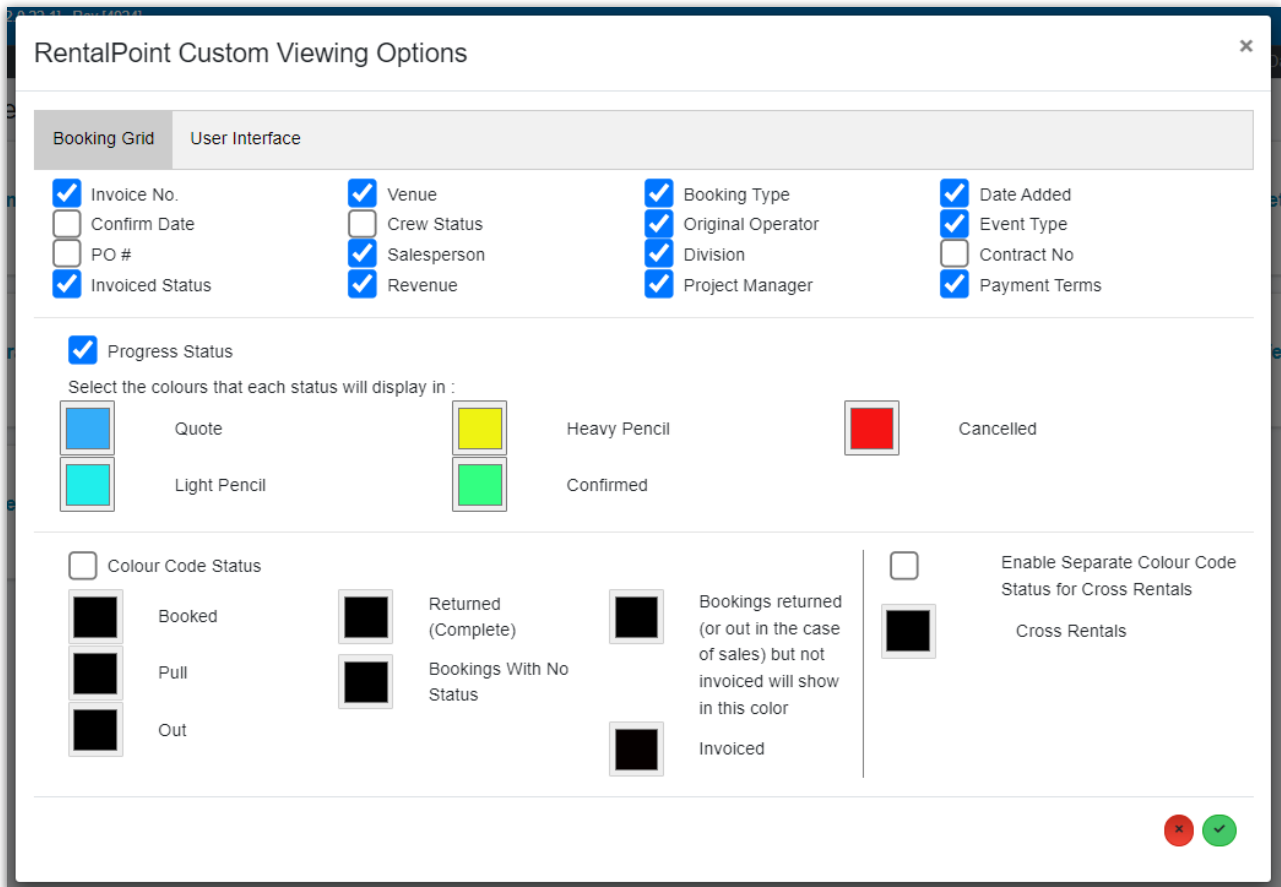 RentalPoint Custom Viewing Options
×
Booking Grid User Interface
Invoice No. Venue Booking Type Date Added
Confirm Date Crew Status Original Operator Event Type
PO # Salesperson Division Contract No
Invoiced Status Revenue Project Manager Payment Terms
Progress Status
Select the colours that each status will display in :
Quote Heavy Pencil Cancelled
Light Pencil Confirmed
Colour Code Status
Booked
Pull
Out
Returned
(Complete)
Bookings With No
Status
Bookings returned
(or out in the case
of sales) but not
invoiced will show
in this color
Invoiced
Enable Separate Colour Code
Status for Cross Rentals
Cross Rentals